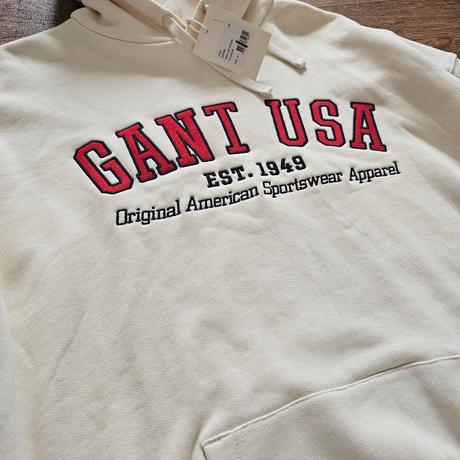 GANT USA
EST. 1949
Original American Sportswear Apparel